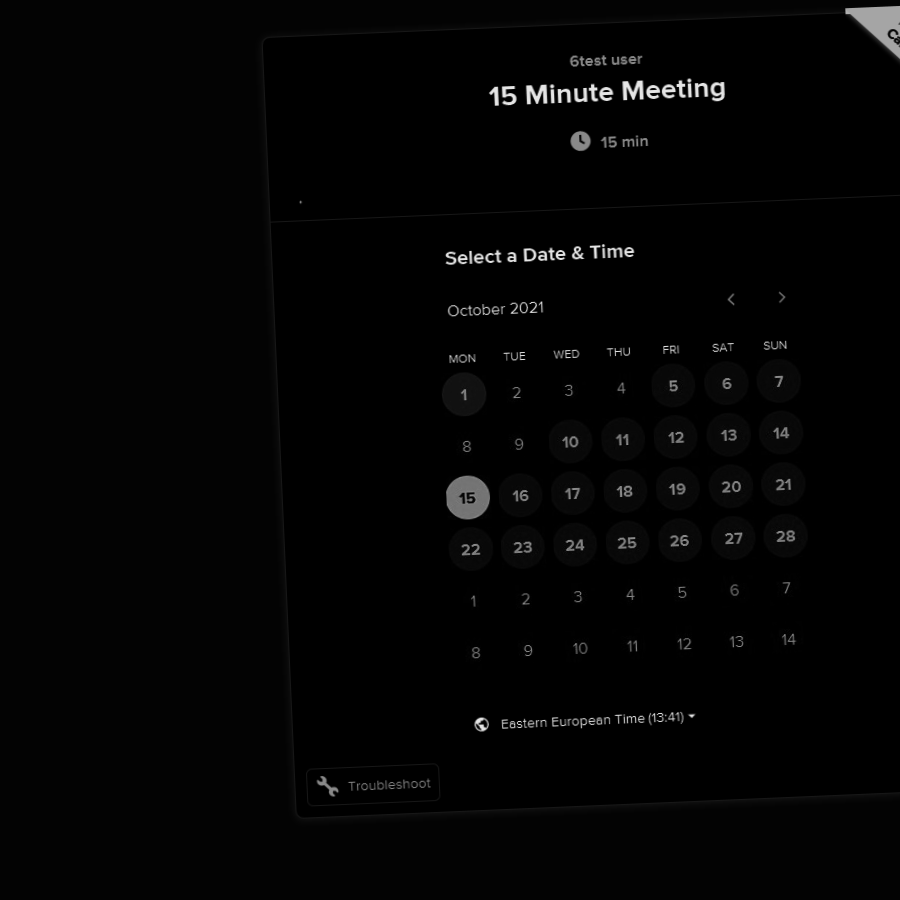 6test user
15 Minute Meeting
15 min
Select a Date & Time
October 2021
MON TUE WED THU FRI SAT SUN
1 2 3 4 5 6 7
8 9 10 11 12 13 14
15 16 17 18 19 20 21
22 23 24 25 26 27 28
1 2 3 4 5 6 7
8 9 10 11 12 13 14
Eastern European Time (13:41)
Troubleshoot